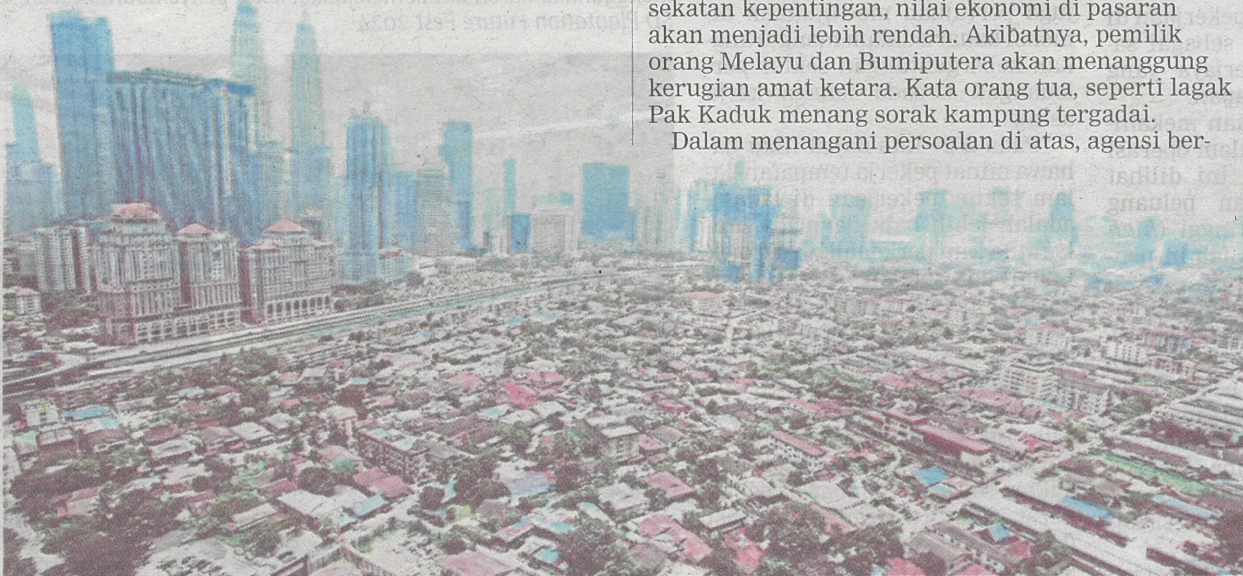 sekatan kepentingan, nilai ekonomi di pasaran
akan menjadi lebih rendah. Akibatnya, pemilik
orang Melayu dan Bumiputera akan menanggung
kerugian amat ketara. Kata orang tua, seperti lagak
Pak Kaduk menang sorak kampung tergadai.
Dalam menangani persoalan di atas, agensi ber-